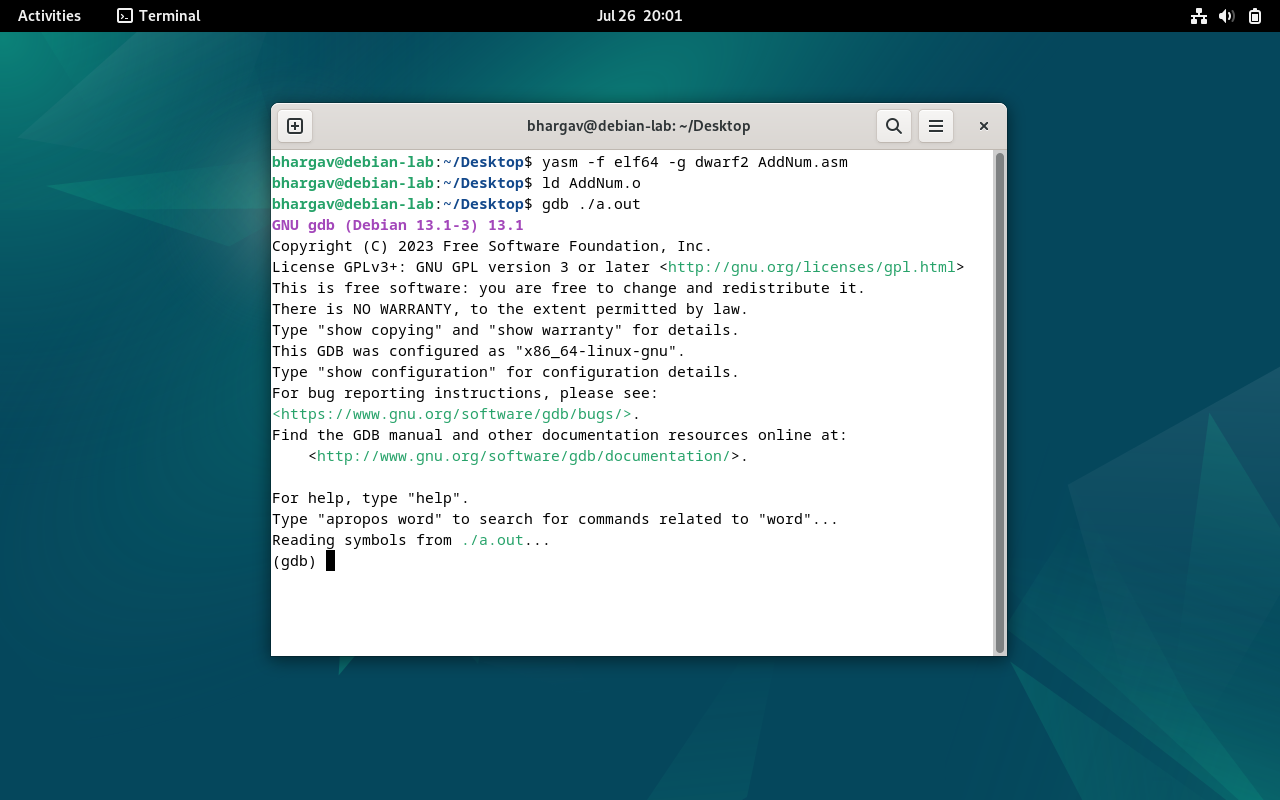 Activities
Terminal
Jul 26 20:01
bhargav@debian-lab: ~/Desktop
bhargav@debian-lab:~/Desktop$ yasm -f elf64 -g dwarf2 AddNum.asm
bhargav@debian-lab:~/Desktop$ ld AddNum.o
bhargav@debian-lab:~/Desktop$ gdb ./a.out
GNU gdb (Debian 13.1-3) 13.1
Copyright (C) 2023 Free Software Foundation, Inc.
License GPLv3+: GNU GPL version 3 or later <http://gnu.org/licenses/gpl.html>
This is free software: you are free to change and redistribute it.
There is NO WARRANTY, to the extent permitted by law.
Type "show copying" and "show warranty" for details.
This GDB was configured as "x86_64-linux-gnu".
Type "show configuration" for configuration details.
For bug reporting instructions, please see:
<https://www.gnu.org/software/gdb/bugs/>.
Find the GDB manual and other documentation resources online at:
    <http://www.gnu.org/software/gdb/documentation/>.
For help, type "help".
Type "apropos word" to search for commands related to "word"...
Reading symbols from ./a.out...
(gdb)